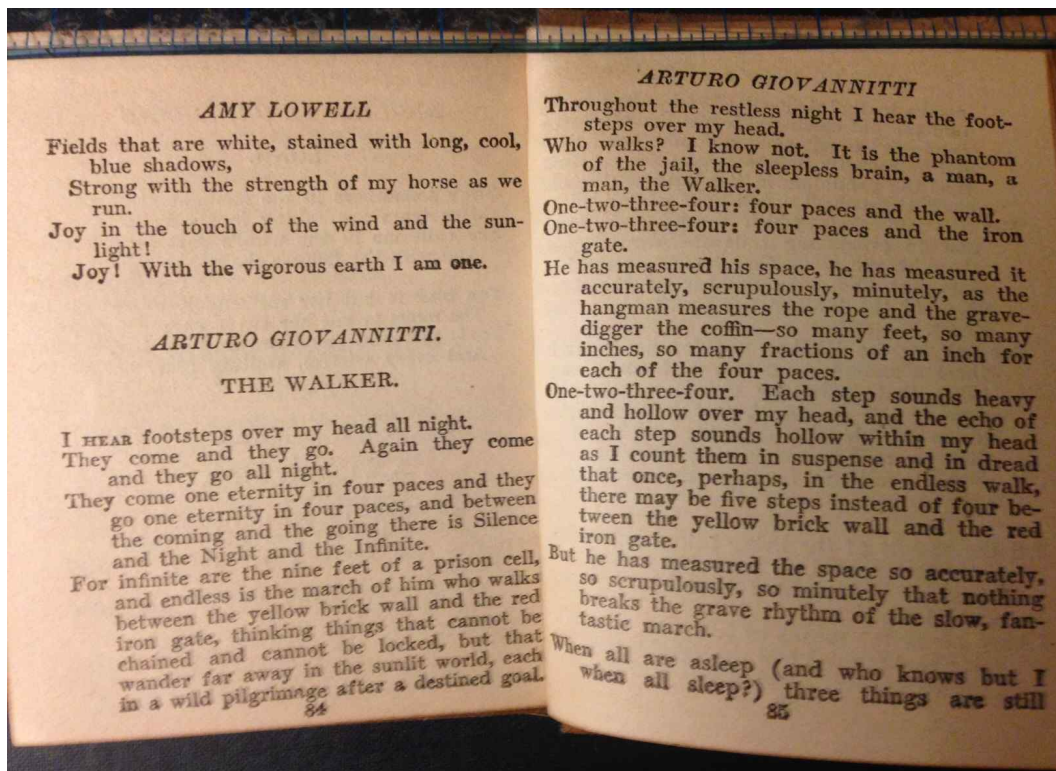 AMY LOWELL
Fields that are white, stained with long, cool,
blue shadows,
Strong with the strength of my horse as we
run.
Joy in the touch of the wind and the sun-
light!
Joy! With the vigorous earth I am one.
ARTURO GIOVANNITTI.
THE WALKER.
I HEAR footsteps over my head all night.
They come and they go. Again they come
and they go all night.
They come one eternity in four paces and they
go one eternity in four paces, and between
the coming and the going there is Silence
and the Night and the Infinite.
For infinite are the nine feet of a prison cell,
and endless is the march of him who walks
between the yellow brick wall and the red
iron gate, thinking things that cannot be
chained and cannot be locked, but that
wander far away in the sunlit world, each
in a wild pilgrimage after a destined goal.
84
ARTURO GIOVANNITTI
Throughout the restless night I hear the foot-
steps over my head.
Who walks? I know not. It is the phantom
of the jail, the sleepless brain, a man, a
man, the Walker.
One-two-three-four: four paces and the wall.
One-two-three-four: four paces and the iron
gate.
He has measured his space, he has measured it
accurately, scrupulously, minutely, as the
hangman measures the rope and the grave-
digger the coffin—so many feet, so many
inches, so many fractions of an inch for
each of the four paces.
One-two-three-four. Each step sounds heavy
and hollow over my head, and the echo of
each step sounds hollow within my head
as I count them in suspense and in dread
that once, perhaps, in the endless walk,
there may be five steps instead of four be-
tween the yellow brick wall and the red
iron gate.
But he has measured the space so accurately,
so scrupulously, so minutely that nothing
breaks the grave rhythm of the slow, fan-
tastic march.
When all are asleep (and who knows but I
when all sleep?) three things are still
85